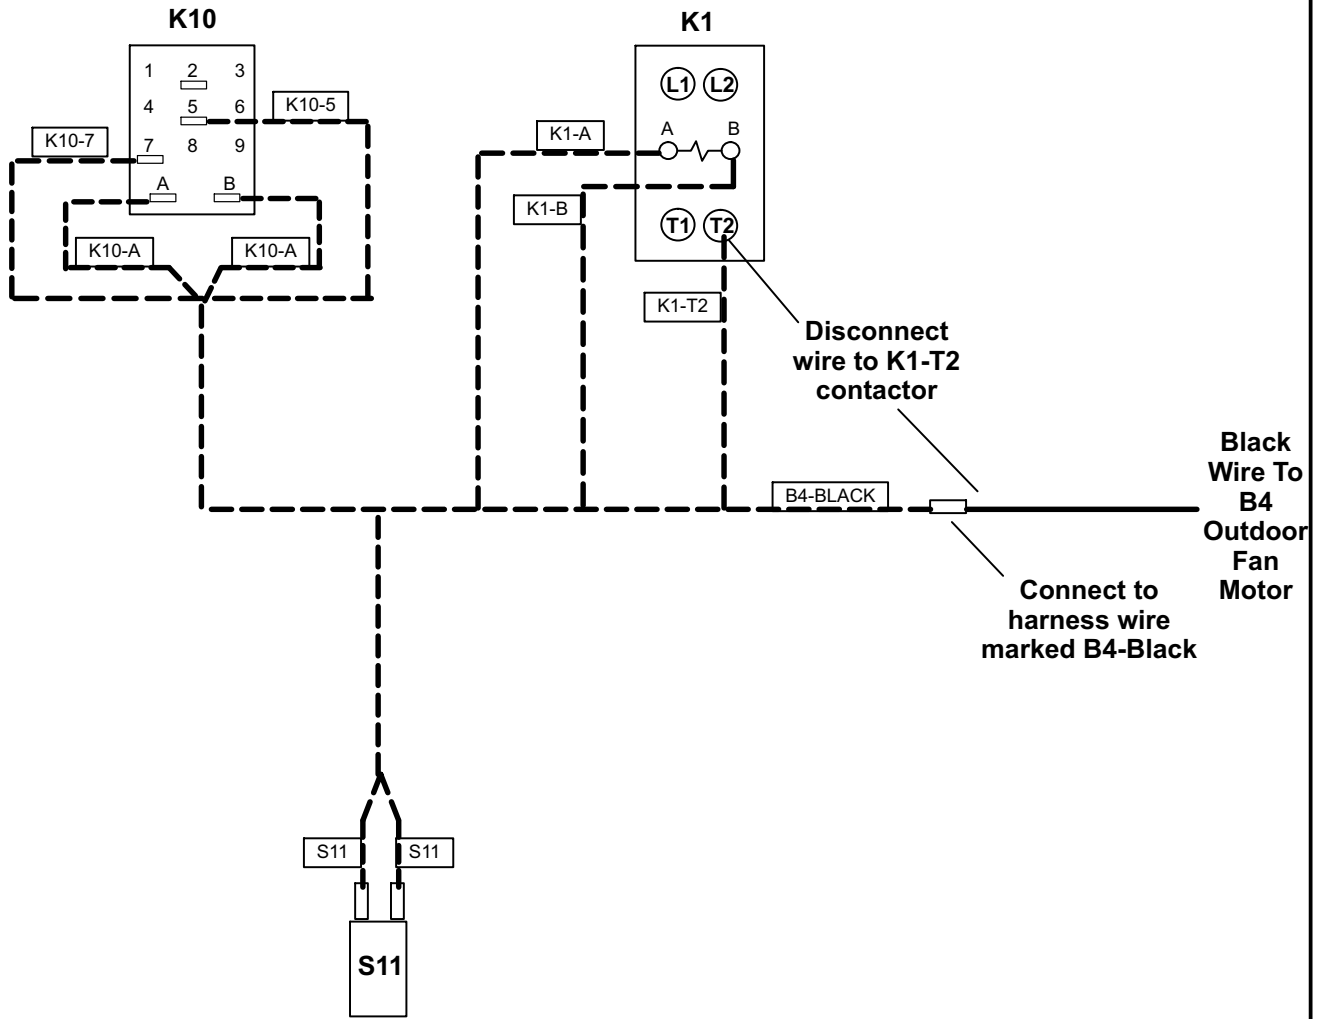 K10
K1
1 2 3
4 5 6
7 8 9
A B
K10-5
K10-7
K10-A
K10-A
L1 L2
A B
T1 T2
K1-A
K1-B
K1-T2
Disconnect
wire to K1-T2
contactor
B4-BLACK
Black
Wire To
B4
Outdoor
Fan
Motor
Connect to
harness wire
marked B4-Black
S11
S11
S11